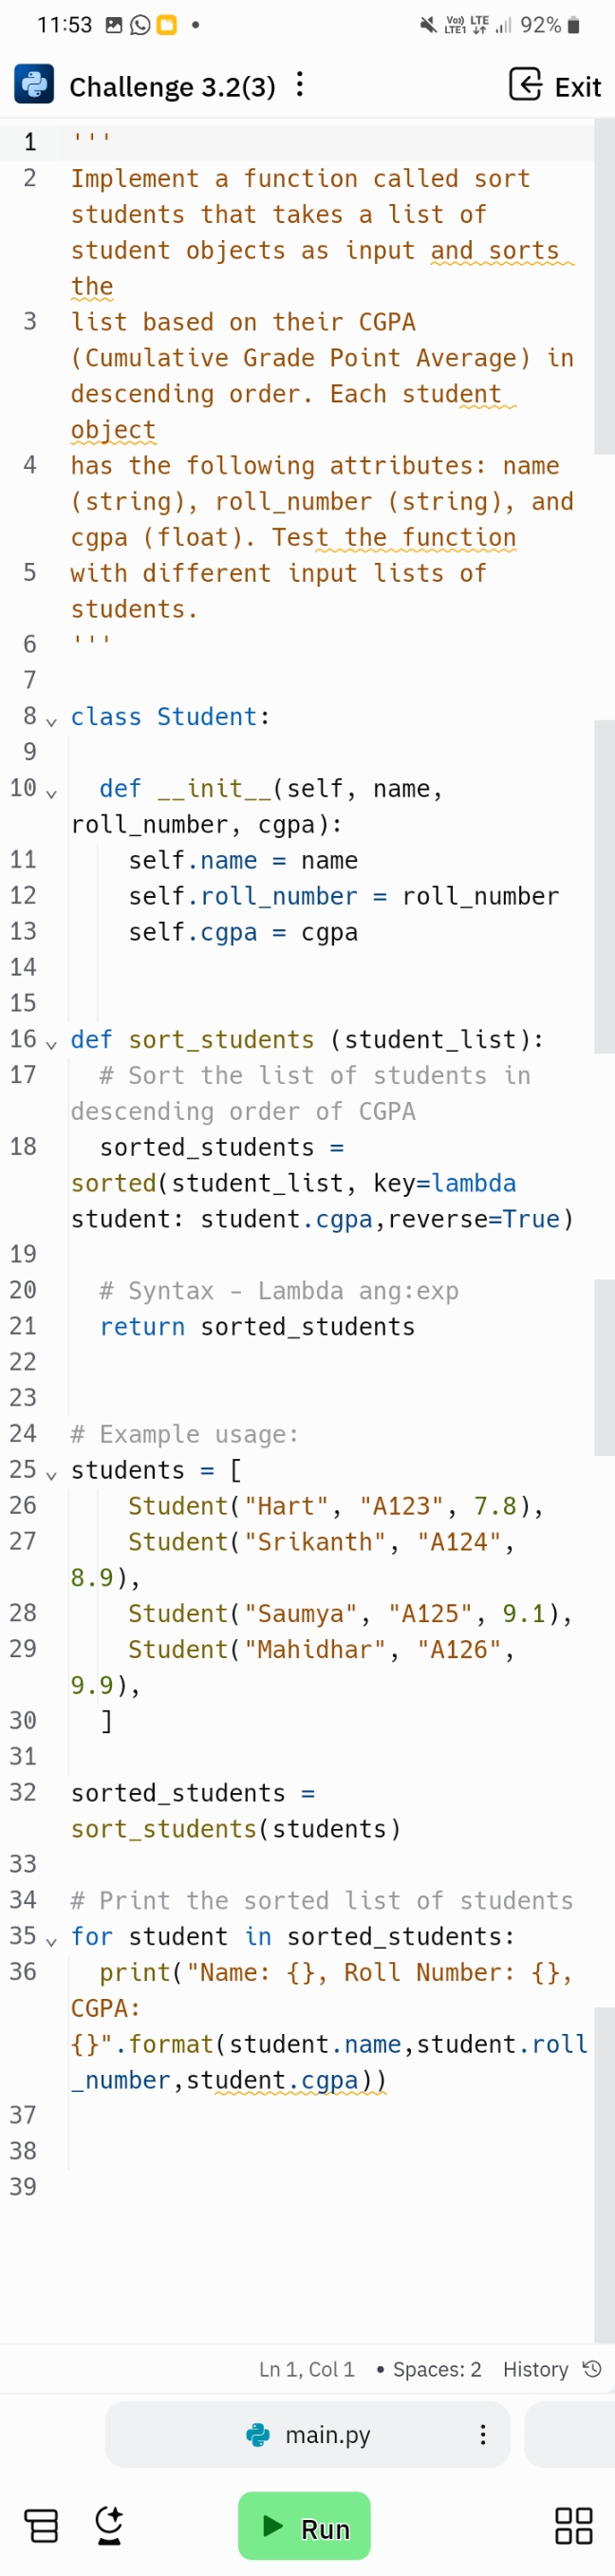 11:53
Vo) LTE
LTE1
92%
Challenge 3.2(3)
Exit
1 '''
2 Implement a function called sort
students that takes a list of
student objects as input and sorts
the
3 list based on their CGPA
(Cumulative Grade Point Average) in
descending order. Each student
object
4 has the following attributes: name
(string), roll_number (string), and
cgpa (float). Test the function
5 with different input lists of
students.
6 '''
7
8 class Student:
9
10 def __init__(self, name,
roll_number, cgpa):
11 self.name = name
12 self.roll_number = roll_number
13 self.cgpa = cgpa
14
15
16 def sort_students (student_list):
17 # Sort the list of students in
descending order of CGPA
18 sorted_students =
sorted(student_list, key=lambda
student: student.cgpa,reverse=True)
19
20 # Syntax - Lambda ang:exp
21 return sorted_students
22
23
24 # Example usage:
25 students = [
26 Student("Hart", "A123", 7.8),
27 Student("Srikanth", "A124",
8.9),
28 Student("Saumya", "A125", 9.1),
29 Student("Mahidhar", "A126",
9.9),
30 ]
31
32 sorted_students =
sort_students(students)
33
34 # Print the sorted list of students
35 for student in sorted_students:
36 print("Name: {}, Roll Number: {},
CGPA:
{}".format(student.name,student.roll
_number,student.cgpa))
37
38
39
Ln 1, Col 1 • Spaces: 2 History
main.py
Run